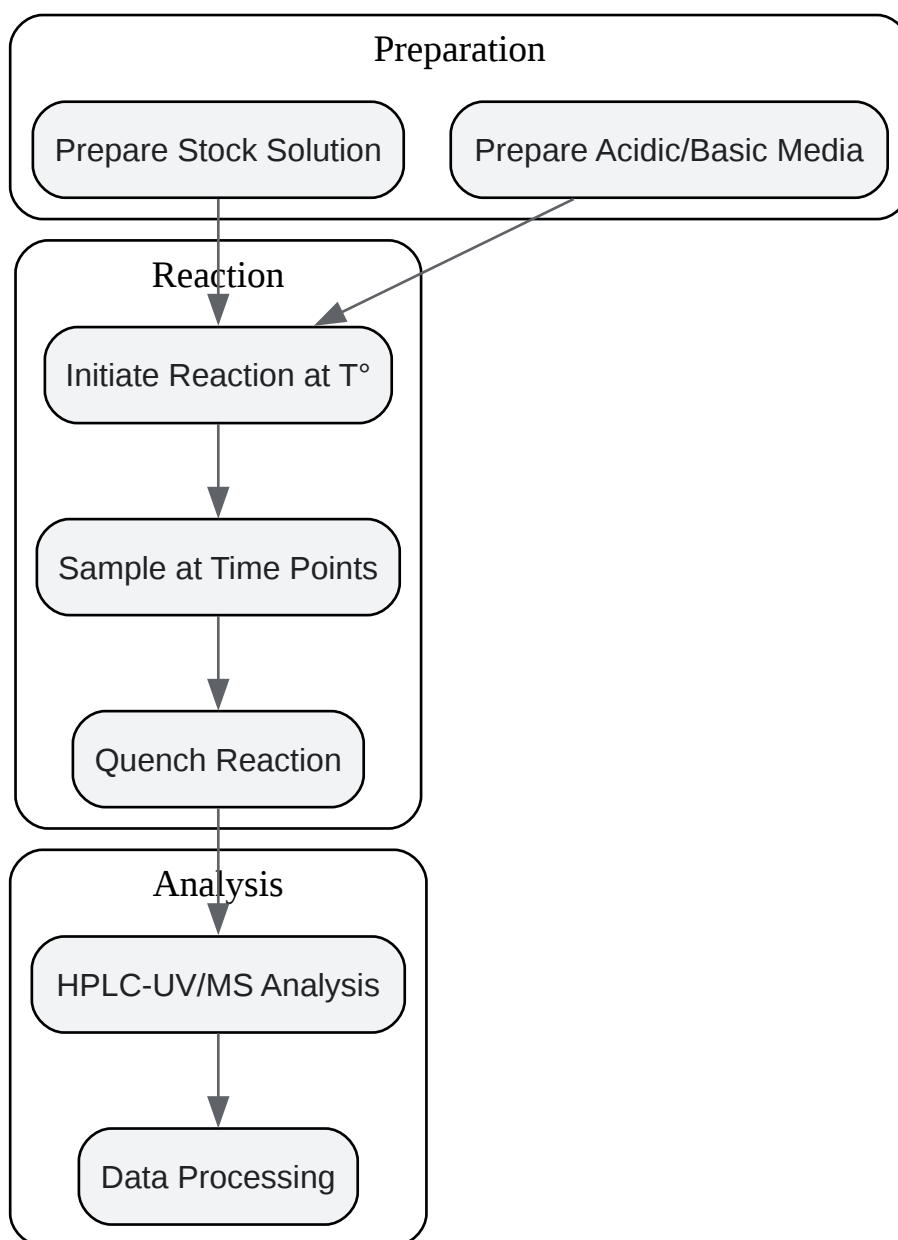 Preparation
Prepare Stock Solution
Prepare Acidic/Basic Media
Reaction
Initiate Reaction at T°
Sample at Time Points
Quench Reaction
Analysis
HPLC-UV/MS Analysis
Data Processing